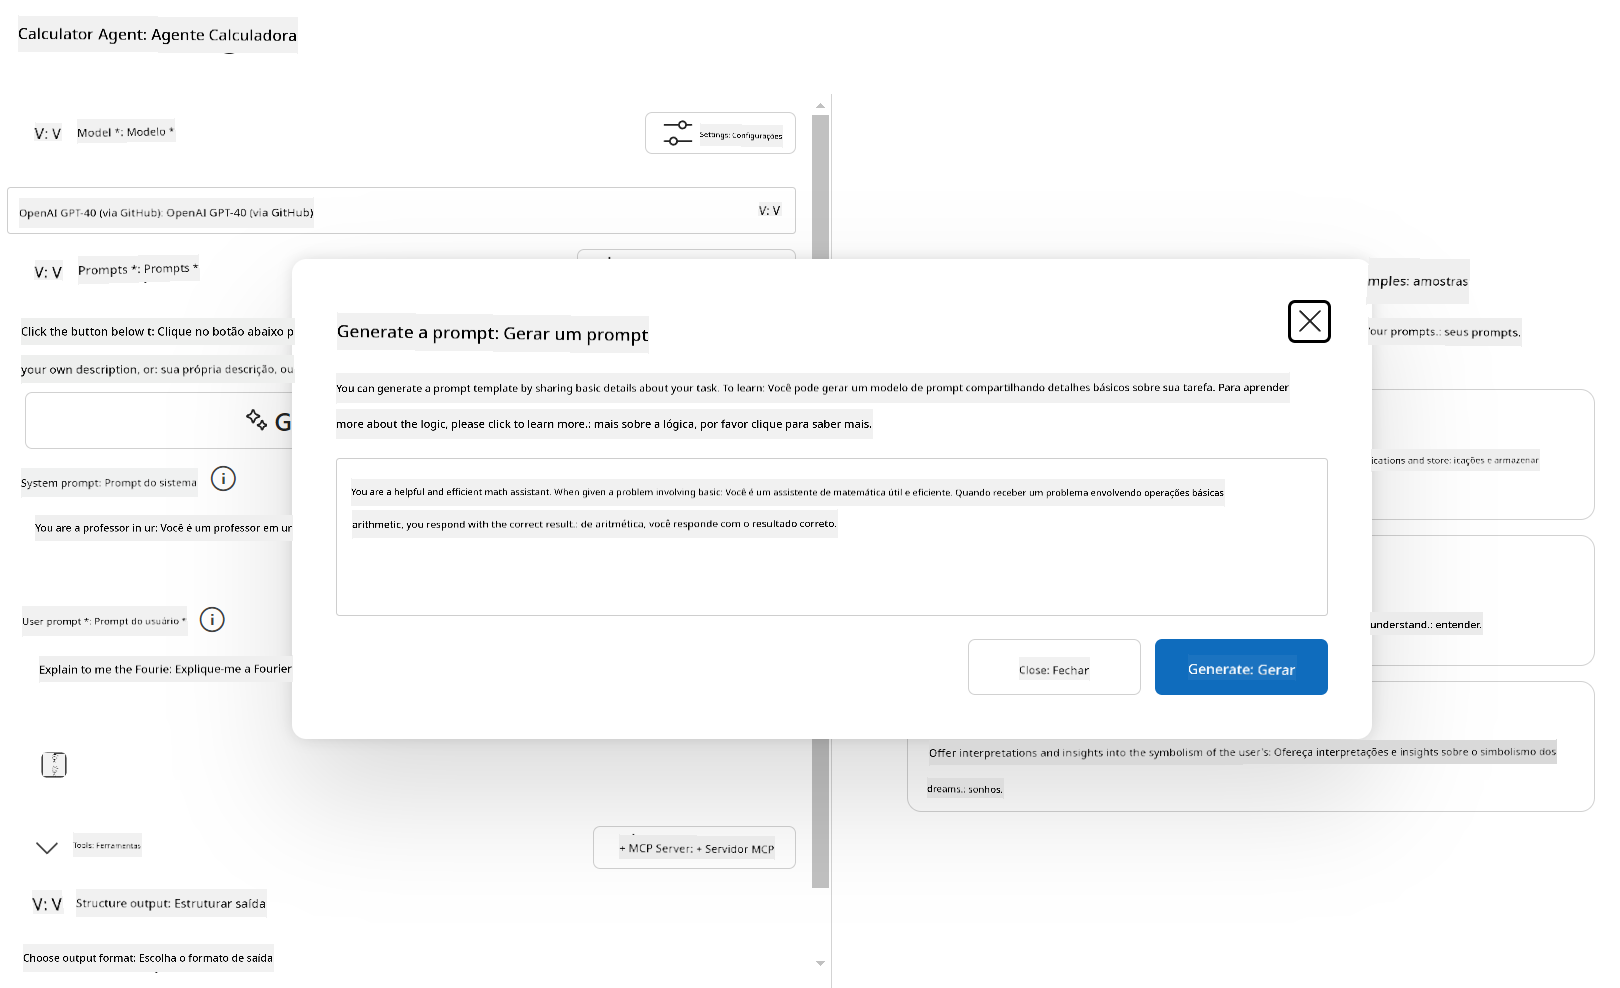 Calculator Agent: Agente Calculadora
V: V Model *: Modelo *
Settings: Configurações
OpenAI GPT-40 (via GitHub): OpenAI GPT-40 (via GitHub)
V: V
V: V Prompts *: Prompts *
Click the button below t: Clique no botão abaixo p
your own description, or: sua própria descrição, ou
G
System prompt: Prompt do sistema
You are a professor in ur: Você é um professor em ur
User prompt *: Prompt do usuário *
Explain to me the Fourie: Explique-me a Fourier
Tools: Ferramentas
+ MCP Server: + Servidor MCP
V: V Structure output: Estruturar saída
Choose output format: Escolha o formato de saída
Generate a prompt: Gerar um prompt
You can generate a prompt template by sharing basic details about your task. To learn: Você pode gerar um modelo de prompt compartilhando detalhes básicos sobre sua tarefa. Para aprender
more about the logic, please click to learn more.: mais sobre a lógica, por favor clique para saber mais.
You are a helpful and efficient math assistant. When given a problem involving basic: Você é um assistente de matemática útil e eficiente. Quando receber um problema envolvendo operações básicas
arithmetic, you respond with the correct result.: de aritmética, você responde com o resultado correto.
Close: Fechar
Generate: Gerar
mples: amostras
our prompts.: seus prompts.
ications and store: icações e armazenar
understand.: entender.
Offer interpretations and insights into the symbolism of the user's: Ofereça interpretações e insights sobre o simbolismo dos
dreams.: sonhos.